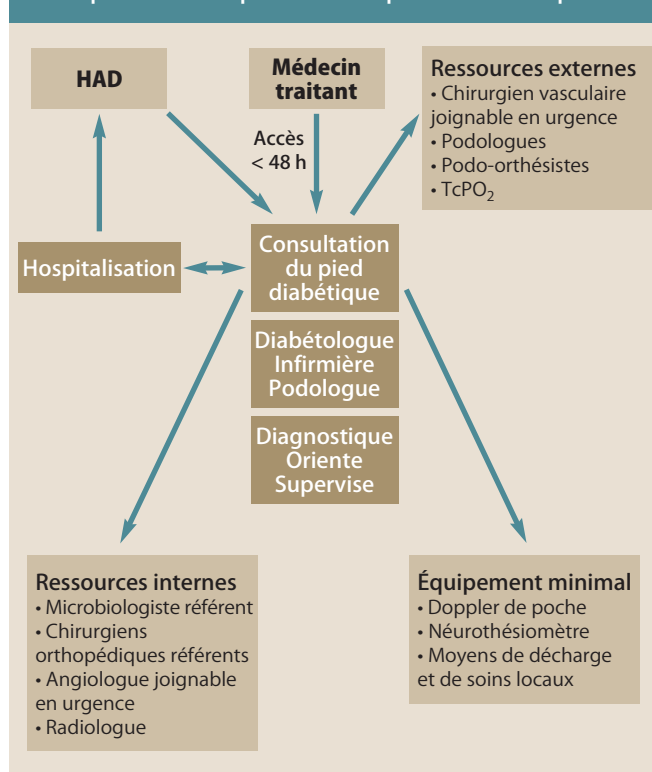 HAD
Médecin
traitant
Ressources externes
• Chirurgien vasculaire
joignable en urgence
• Podologues
• Podo-orthésistes
• TcPO₂
Accès
< 48 h
Hospitalisation
Consultation
du pied
diabétique
Diabétologue
Infirmière
Podologue
Diagnostique
Oriente
Supervise
Ressources internes
• Microbiologiste référent
• Chirurgiens
orthopédiques référents
• Angiologue joignable
en urgence
• Radiologue
Équipement minimal
• Doppler de poche
• Néurothésiomètre
• Moyens de décharge
et de soins locaux